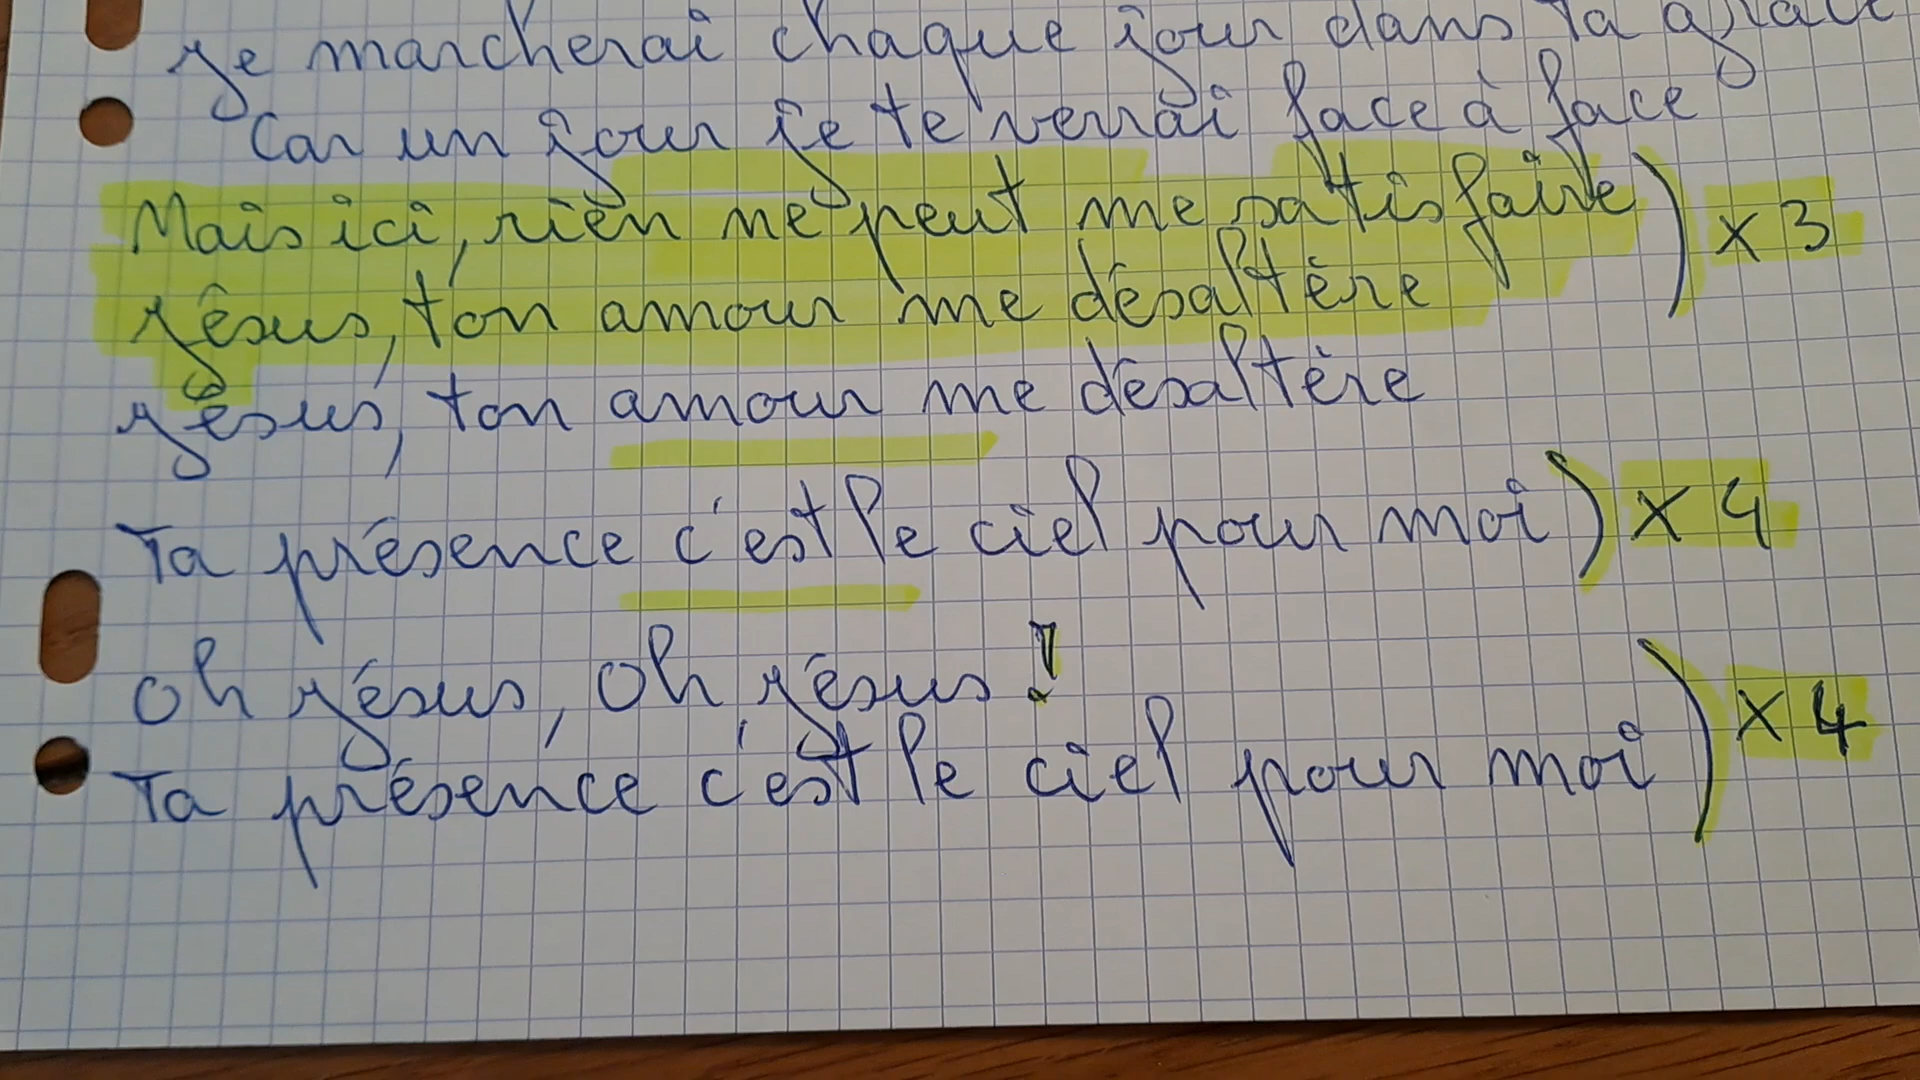 Je marcherai chaque jour dans ta grâce
Car un jour je te verrai face à face
Mais ici, rien ne peut me satisfaire ) x 3
Jésus, ton amour me désaltère
Jésus, ton amour me désaltère
Ta présence c'est le ciel pour moi ) x 4
Oh Jésus, Oh Jésus !
Ta présence c'est le ciel pour moi ) x 4